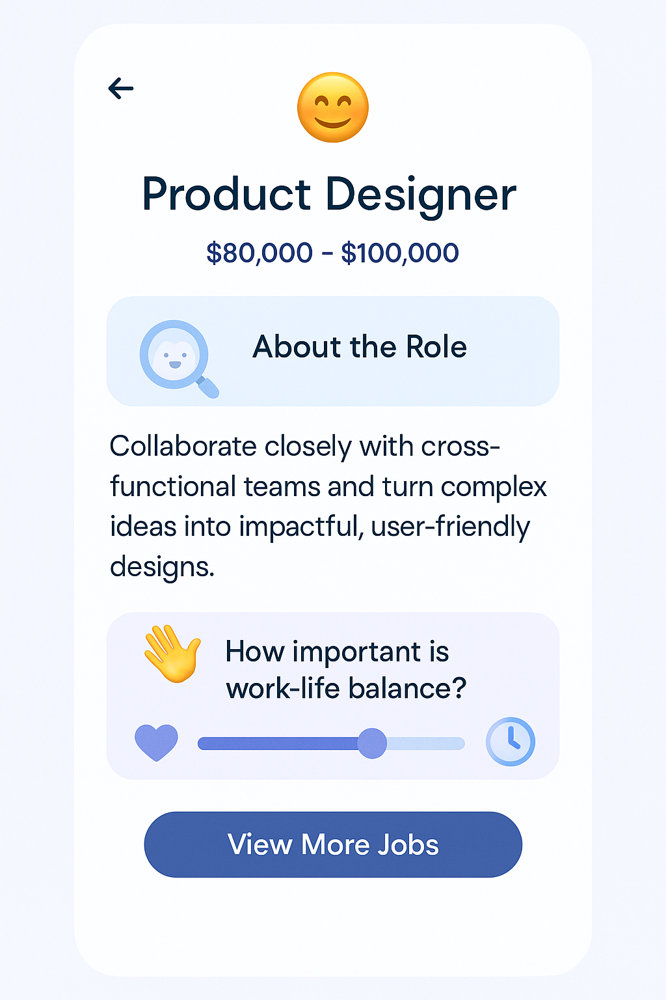 Product Designer
$80,000 - $100,000
About the Role
Collaborate closely with cross-
functional teams and turn complex
ideas into impactful, user-friendly
designs.
How important is
work-life balance?
View More Jobs